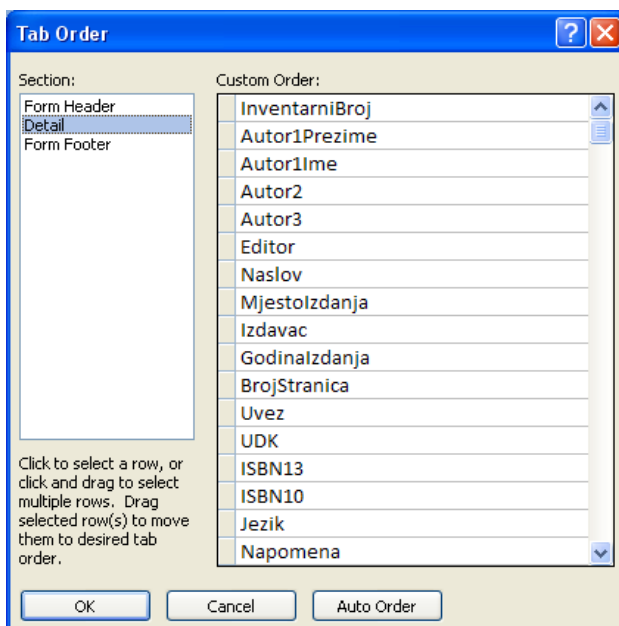 Tab Order
Section:
Form Header
Detail
Form Footer
Click to select a row, or
click and drag to select
multiple rows. Drag
selected row(s) to move
them to desired tab
order.
Custom Order:
InventarniBroj
Autor1Prezime
Autor1Ime
Autor2
Autor3
Editor
Naslov
MjestoIzdanja
Izdavac
GodinaIzdanja
BrojStranica
Uvez
UDK
ISBN13
ISBN10
Jezik
Napomena
OK
Cancel
Auto Order